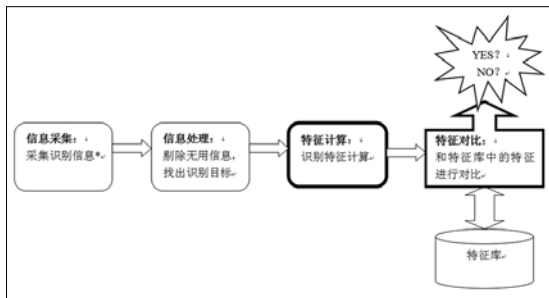 YES?
NO?
信息采集：
采集识别信息*
信息处理：
剔除无用信息，
找出识别目标
特征计算：
识别特征计算
特征对比：
和特征库中的特征
进行对比
特征库